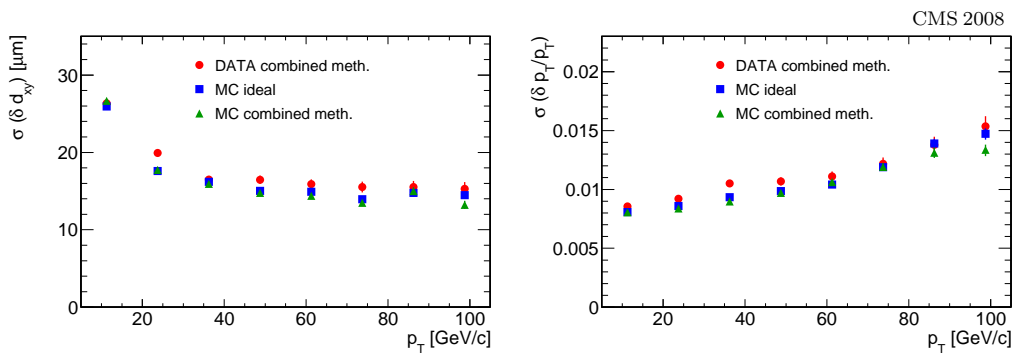 CMS 2008
σ (δ d_xy) [μm]
30
20
10
0
DATA combined meth.
MC ideal
MC combined meth.
0 20 40 60 80 100
p_T [GeV/c]
σ (δ p_T/p_T)
0.02
0.015
0.01
0.005
0
DATA combined meth.
MC ideal
MC combined meth.
20 40 60 80 100
p_T [GeV/c]